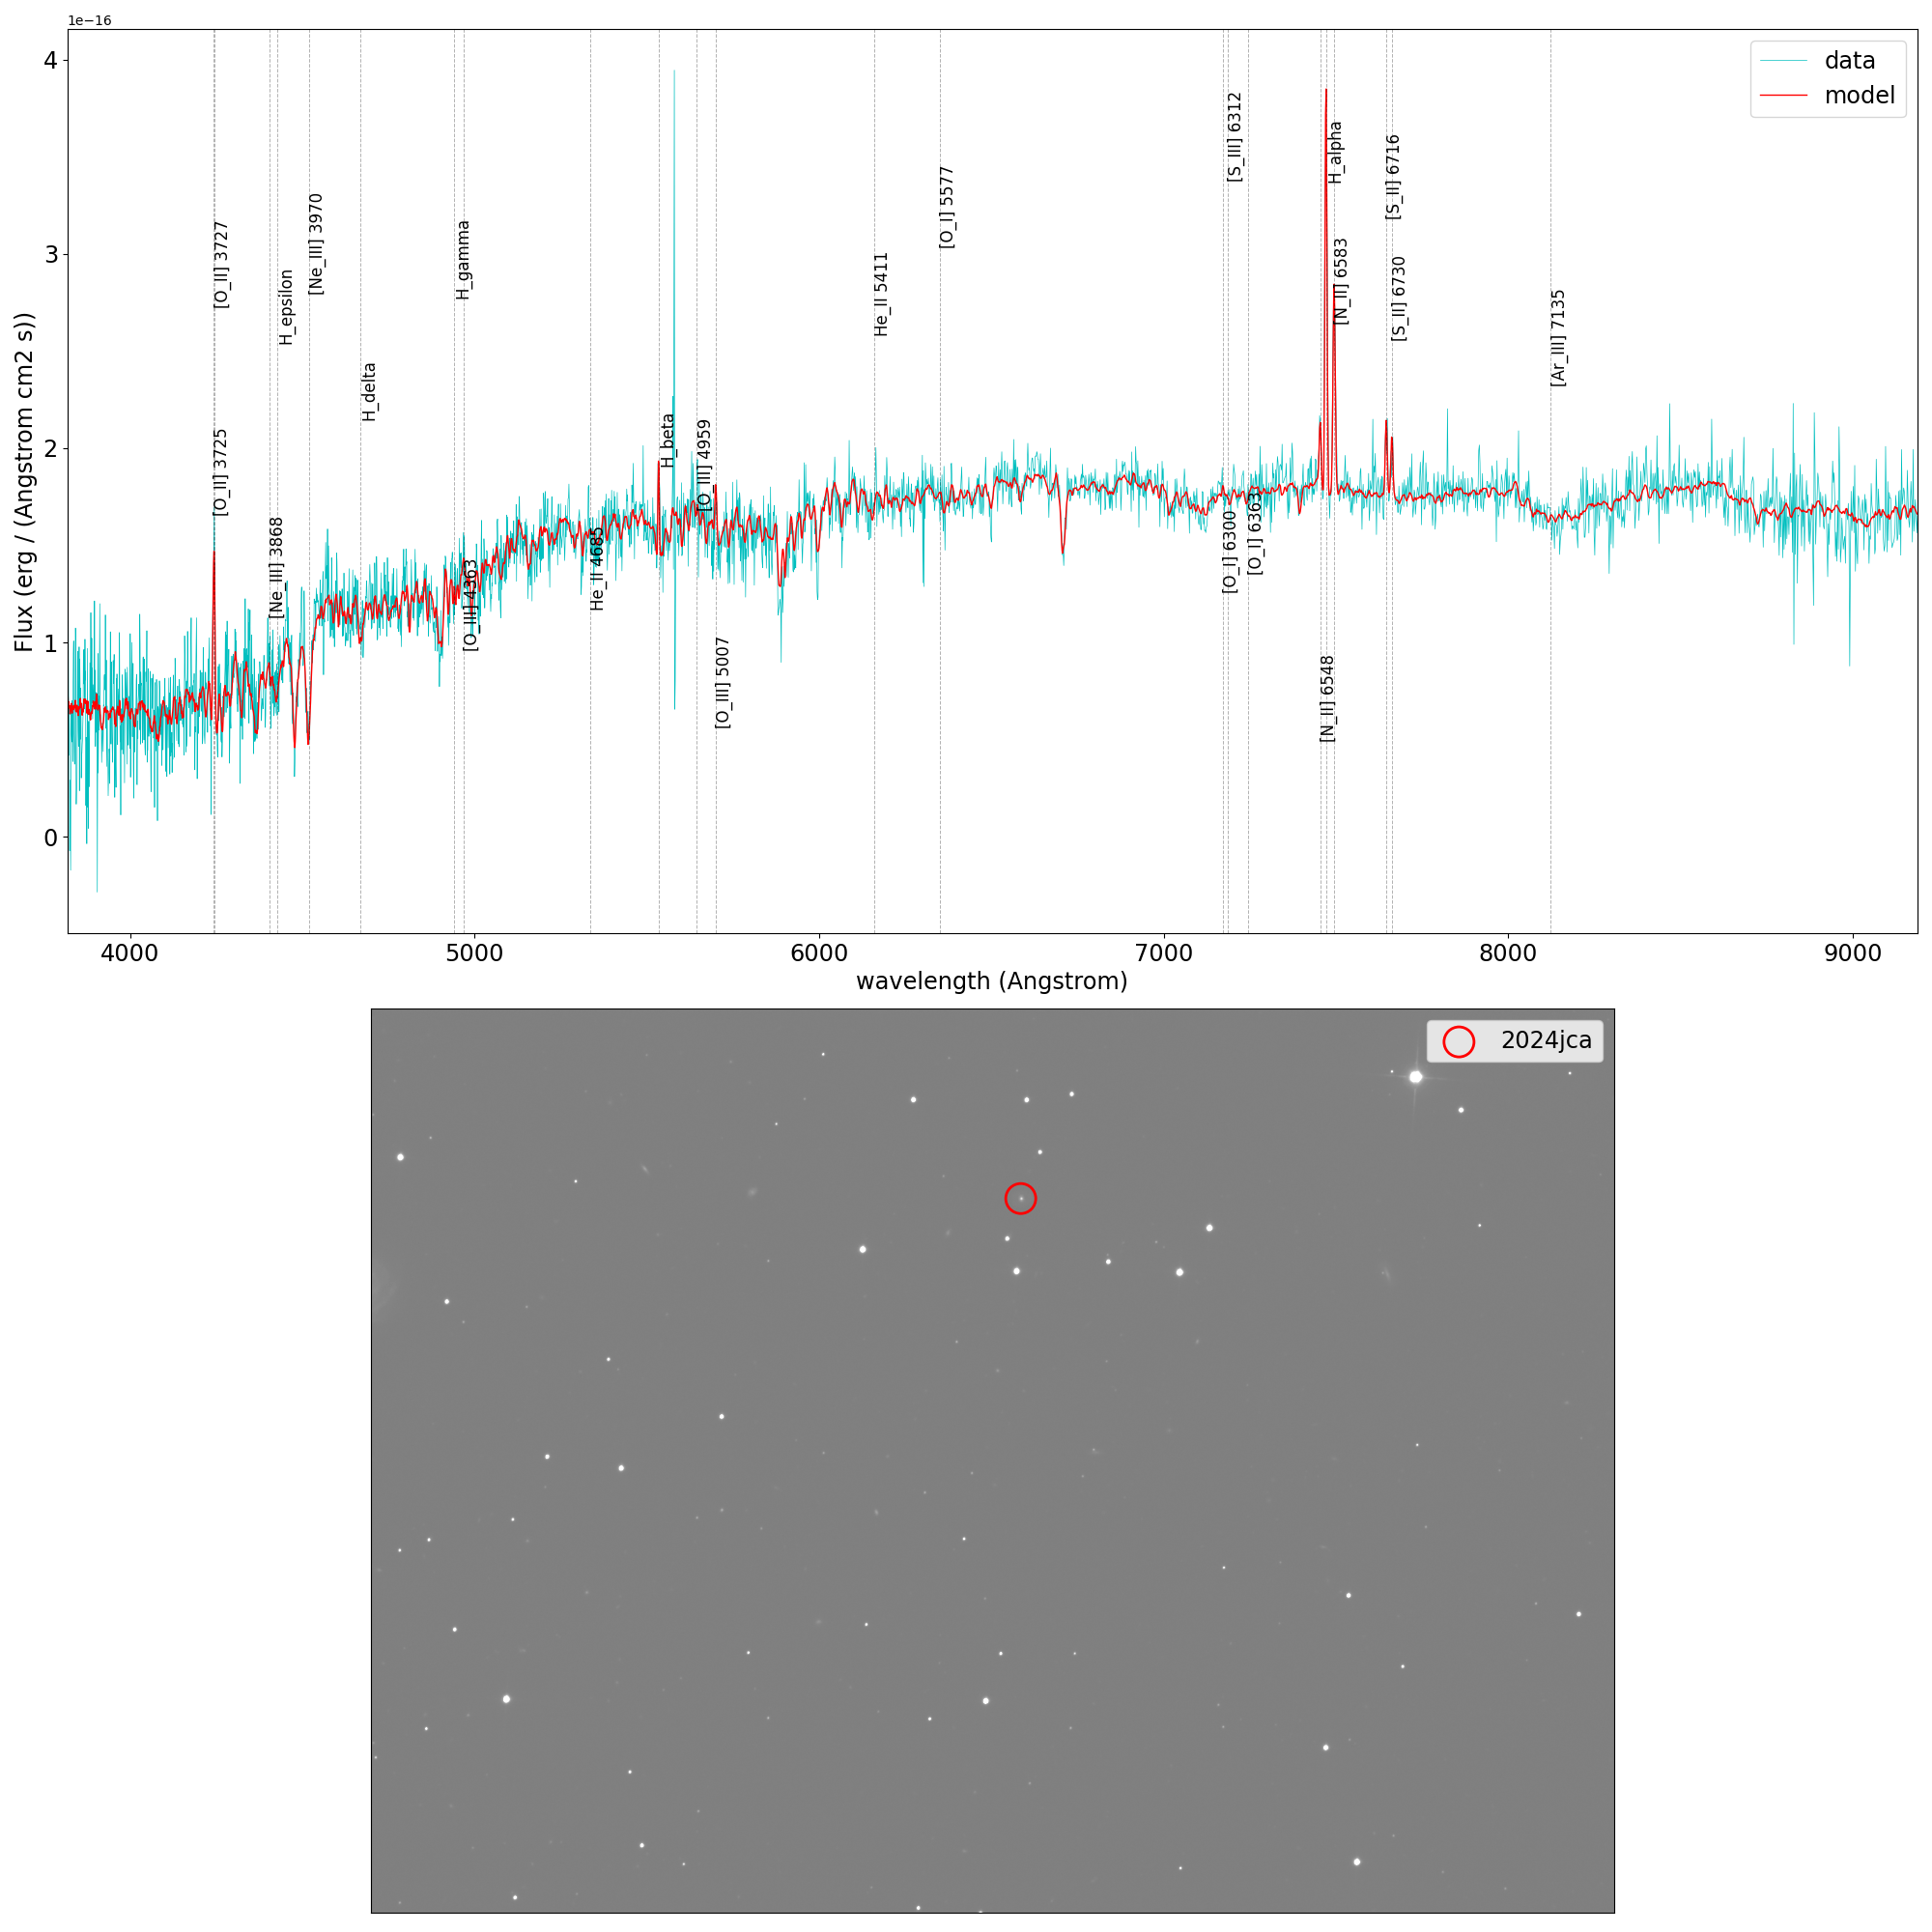 1e−16
data
model
4
3
2
1
0
Flux (erg / (Angstrom cm2 s))
[O_II] 3727
[O_II] 3725
[Ne_III] 3868
H_epsilon
[Ne_III] 3970
H_delta
H_gamma
[O_III] 4363
He_II 4685
H_beta
[O_III] 4959
[O_III] 5007
He_II 5411
[O_I] 5577
[S_III] 6312
[O_I] 6300
[O_I] 6363
[N_II] 6548
H_alpha
[N_II] 6583
[S_II] 6716
[S_II] 6730
[Ar_III] 7135
4000
5000
6000
7000
8000
9000
wavelength (Angstrom)
2024jca